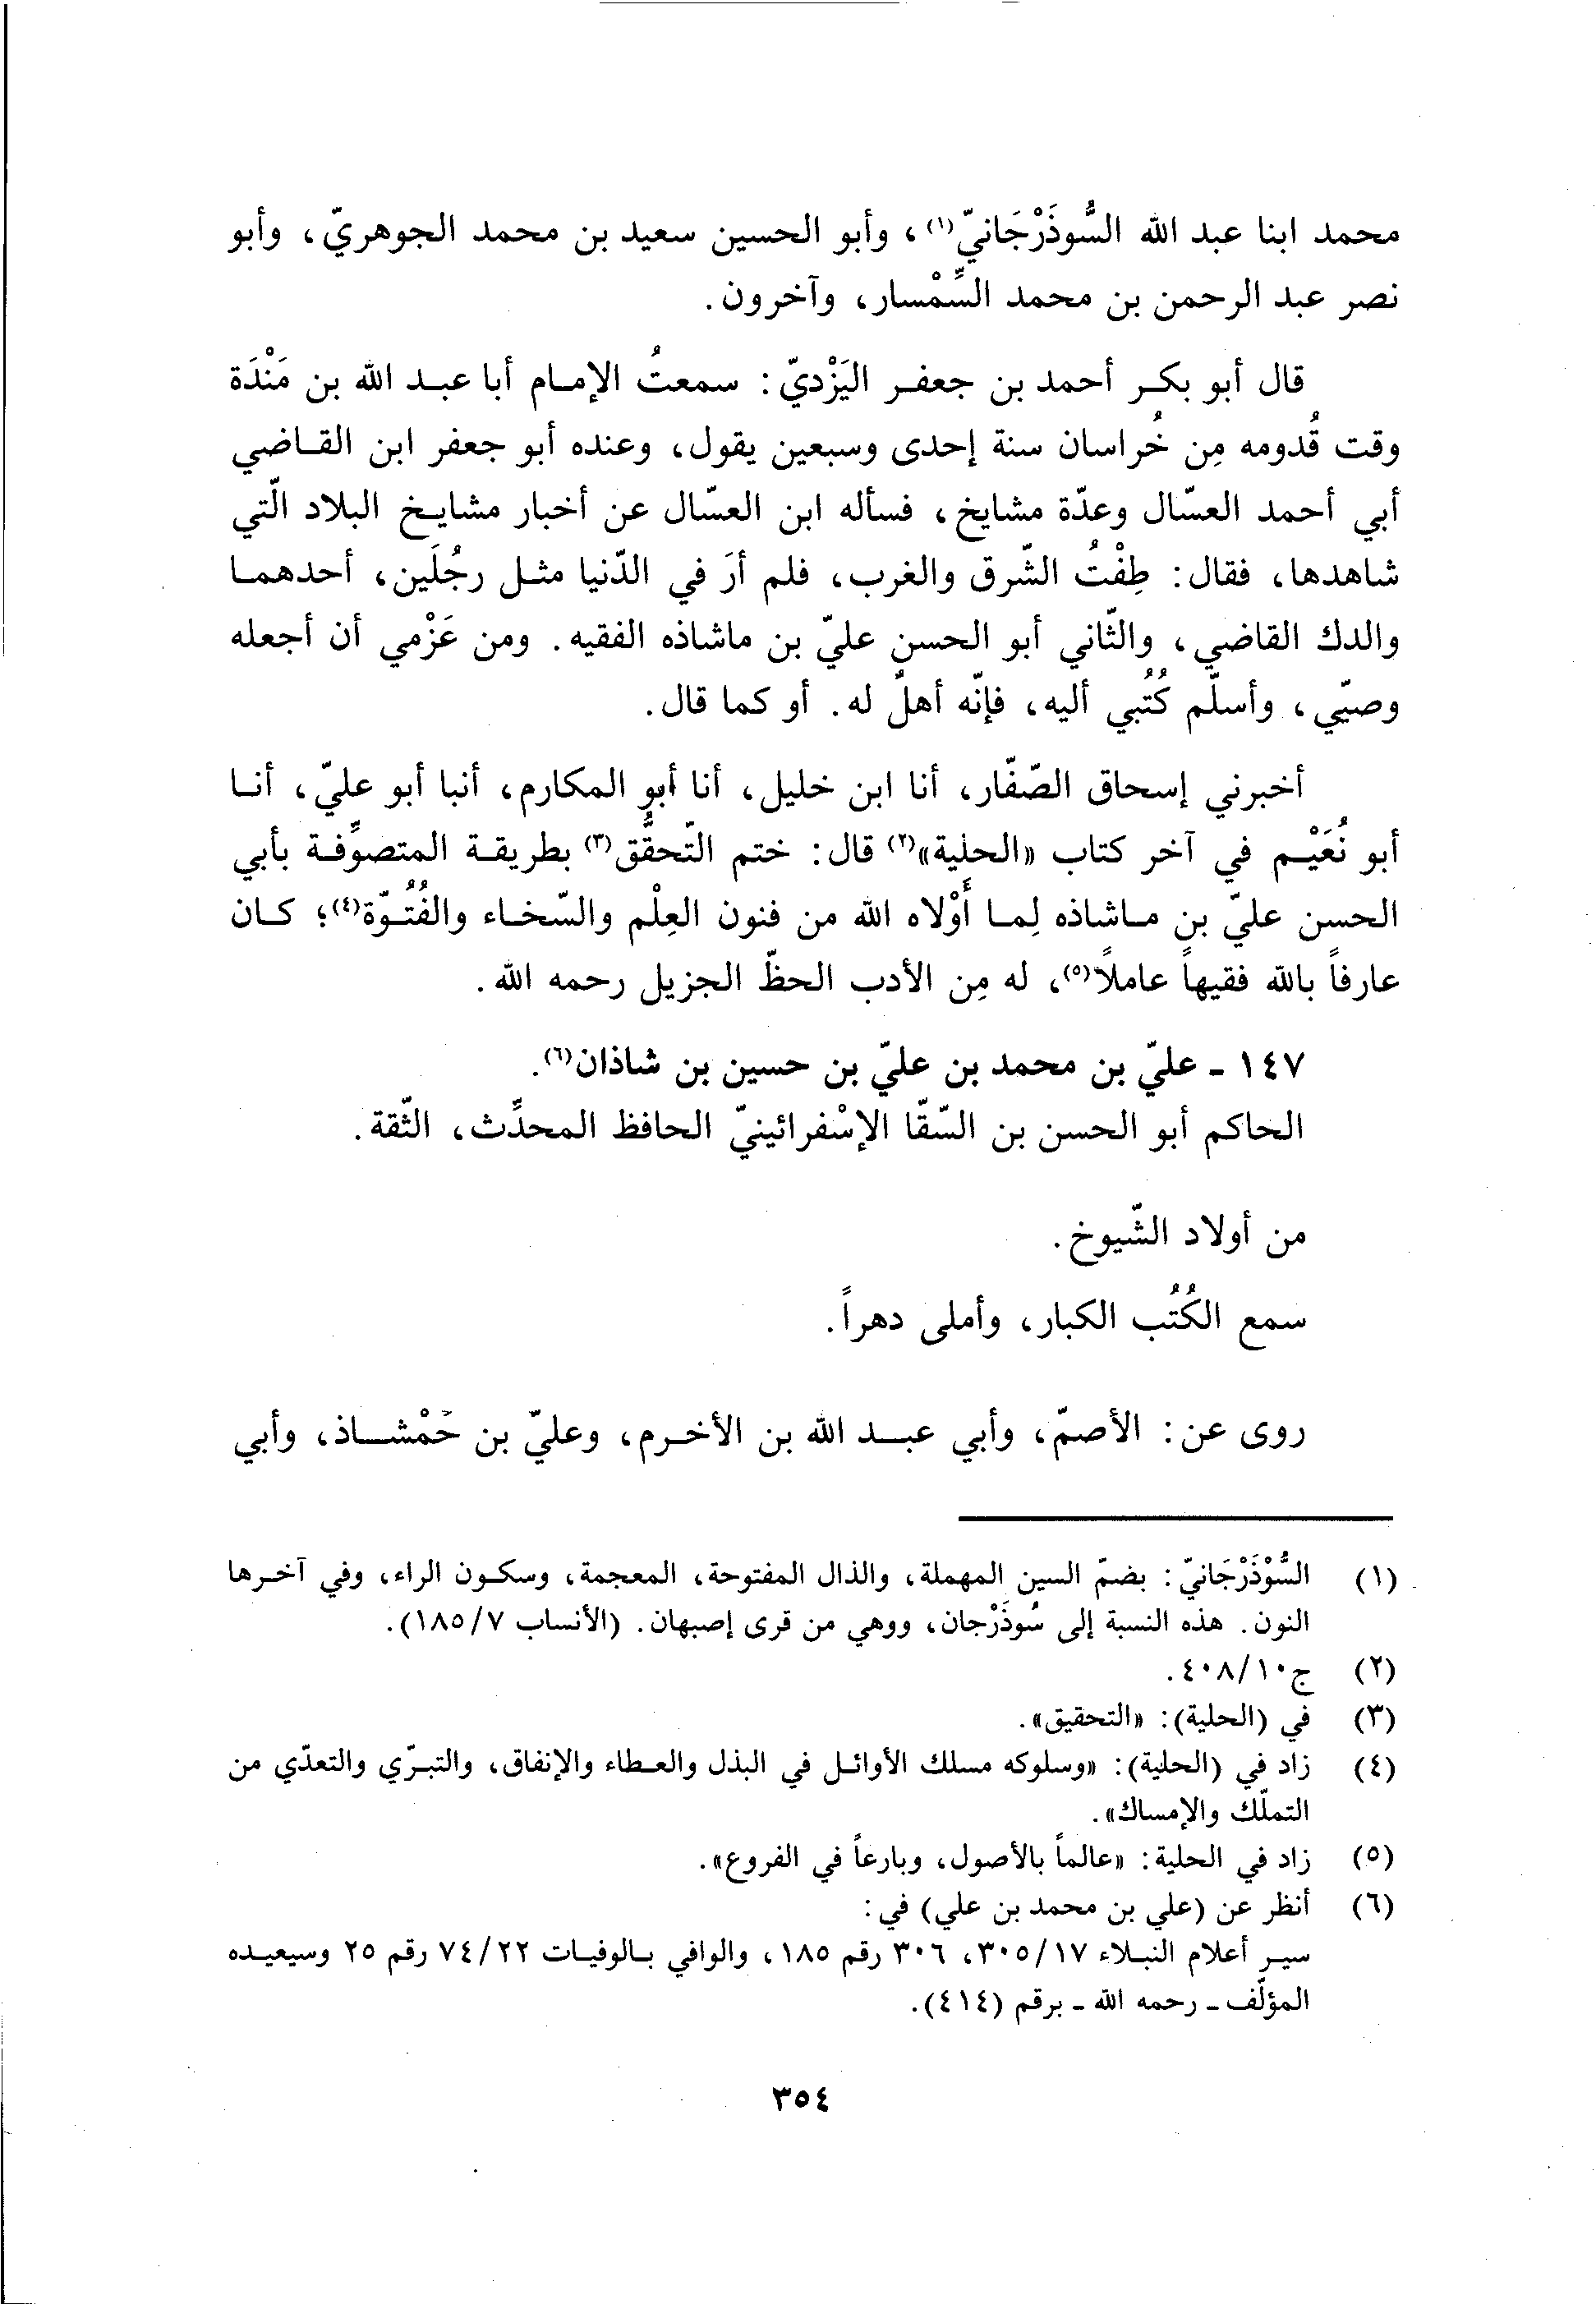 محمد ابنا عبد الله السُّوذَرْجَانيّ(١)، وأبو الحسين سعيد بن محمد الجوهريّ، وأبو
نصر عبد الرحمن بن محمد السِّمْسار، وآخرون.
قال أبو بكر أحمد بن جعفر اليَزْديّ: سمعتُ الإمام أبا عبد الله بن مَنْدَة
وقت قُدومه مِن خُراسان سنة إحدى وسبعين يقول، وعنده أبو جعفر ابن القاضي
أبي أحمد العسّال وعدّة مشايخ، فسأله ابن العسّال عن أخبار مشايخ البلاد الّتي
شاهدها، فقال: طِفْتُ الشّرق والغرب، فلم أرَ في الدّنيا مثل رجُلَين، أحدهما
والدك القاضي، والثّاني أبو الحسن عليّ بن ماشاذه الفقيه. ومن عَزْمي أن أجعله
وصيّي، وأسلّم كُتُبي أليه، فإنّه أهلٌ له. أو كما قال.
أخبرني إسحاق الصّفّار، أنا ابن خليل، أنا أبو المكارم، أنبا أبو عليّ، أنا
أبو نُعَيْم في آخر كتاب «الحلية»(٢) قال: ختم التّحقُّق(٣) بطريقة المتصوِّفة بأبي
الحسن عليّ بن ماشاذه لِما أَوْلاه الله من فنون العِلْم والسّخاء والفُتُوّة(٤)؛ كان
عارفاً بالله فقيهاً عاملاً(٥)، له مِن الأدب الحظّ الجزيل رحمه الله.
١٤٧ - عليّ بن محمد بن عليّ بن حسين بن شاذان(٦).
الحاكم أبو الحسن بن السّقّا الإسْفرائينيّ الحافظ المحدِّث، الثّقة.
من أولاد الشّيوخ.
سمع الكُتُب الكبار، وأملى دهراً.
روى عن: الأصمّ، وأبي عبد الله بن الأخرم، وعليّ بن حَمْشاذ، وأبي
(١) السُّوْذَرْجَانيّ: بضمّ السين المهملة، والذال المفتوحة، المعجمة، وسكون الراء، وفي آخرها
النون. هذه النسبة إلى سُوذَرْجان، ووهي من قرى إصبهان. (الأنساب ١٨٥/٧).
(٢) ج٤٠٨/١٠.
(٣) في (الحلية): «التحقيق».
(٤) زاد في (الحلية): «وسلوكه مسلك الأوائل في البذل والعطاء والإنفاق، والتبرّي والتعدّي من
التملّك والإمساك».
(٥) زاد في الحلية: «عالماً بالأصول، وبارعاً في الفروع».
(٦) أنظر عن (علي بن محمد بن علي) في:
سير أعلام النبلاء ٣٠٥/١٧، ٣٠٦ رقم ١٨٥، والوافي بالوفيات ٧٤/٢٢ رقم ٢٥ وسيعيده
المؤلّف - رحمه الله - برقم (٤١٤).
٣٥٤